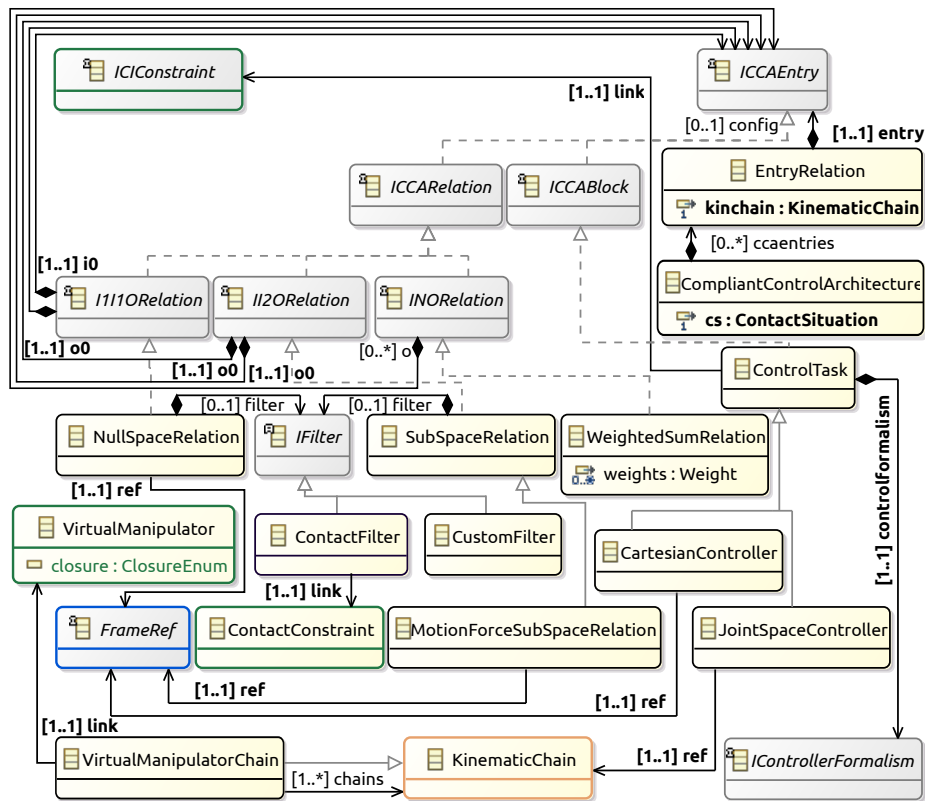 ICIConstraint
ICCAEntry
[1..1] link
[0..1] config
[1..1] entry
EntryRelation
kinchain : KinematicChain
ICCARelation
ICCABlock
[0..*] ccaentries
[1..1] i0
I1I1ORelation
II2ORelation
INORelation
CompliantControlArchitecture
cs : ContactSituation
[1..1] o0
[1..1] o0
[1..1] o0
[0..*] o
ControlTask
[0..1] filter
[0..1] filter
NullSpaceRelation
IFilter
SubSpaceRelation
WeightedSumRelation
weights : Weight
[1..1] controlFormalism
[1..1] ref
VirtualManipulator
closure : ClosureEnum
ContactFilter
CustomFilter
CartesianController
[1..1] link
FrameRef
ContactConstraint
MotionForceSubSpaceRelation
JointSpaceController
[1..1] ref
[1..1] ref
[1..1] link
VirtualManipulatorChain
[1..*] chains
KinematicChain
[1..1] ref
IControllerFormalism